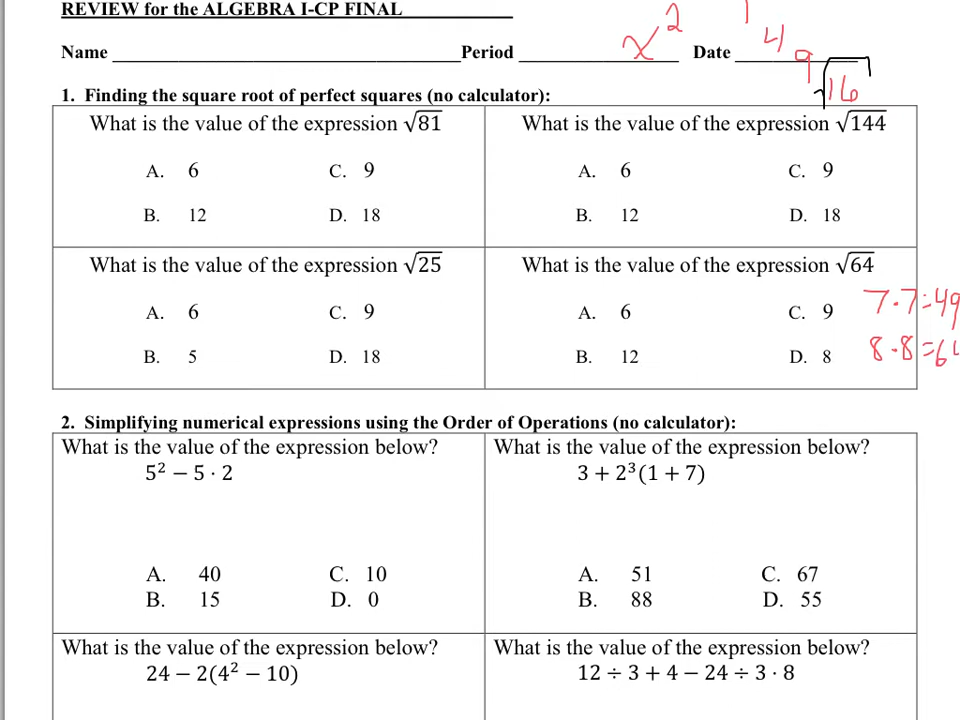 REVIEW for the ALGEBRA I-CP FINAL
x² 1 4 9 √16
Name Period Date
1. Finding the square root of perfect squares (no calculator):
What is the value of the expression √81
A. 6 C. 9
B. 12 D. 18
What is the value of the expression √144
A. 6 C. 9
B. 12 D. 18
What is the value of the expression √25
A. 6 C. 9
B. 5 D. 18
What is the value of the expression √64
A. 6 C. 9
B. 12 D. 8
7·7=49
8·8=64
2. Simplifying numerical expressions using the Order of Operations (no calculator):
What is the value of the expression below?
5² − 5 · 2
A. 40 C. 10
B. 15 D. 0
What is the value of the expression below?
3 + 2³(1 + 7)
A. 51 C. 67
B. 88 D. 55
What is the value of the expression below?
24 − 2(4² − 10)
What is the value of the expression below?
12 ÷ 3 + 4 − 24 ÷ 3 · 8